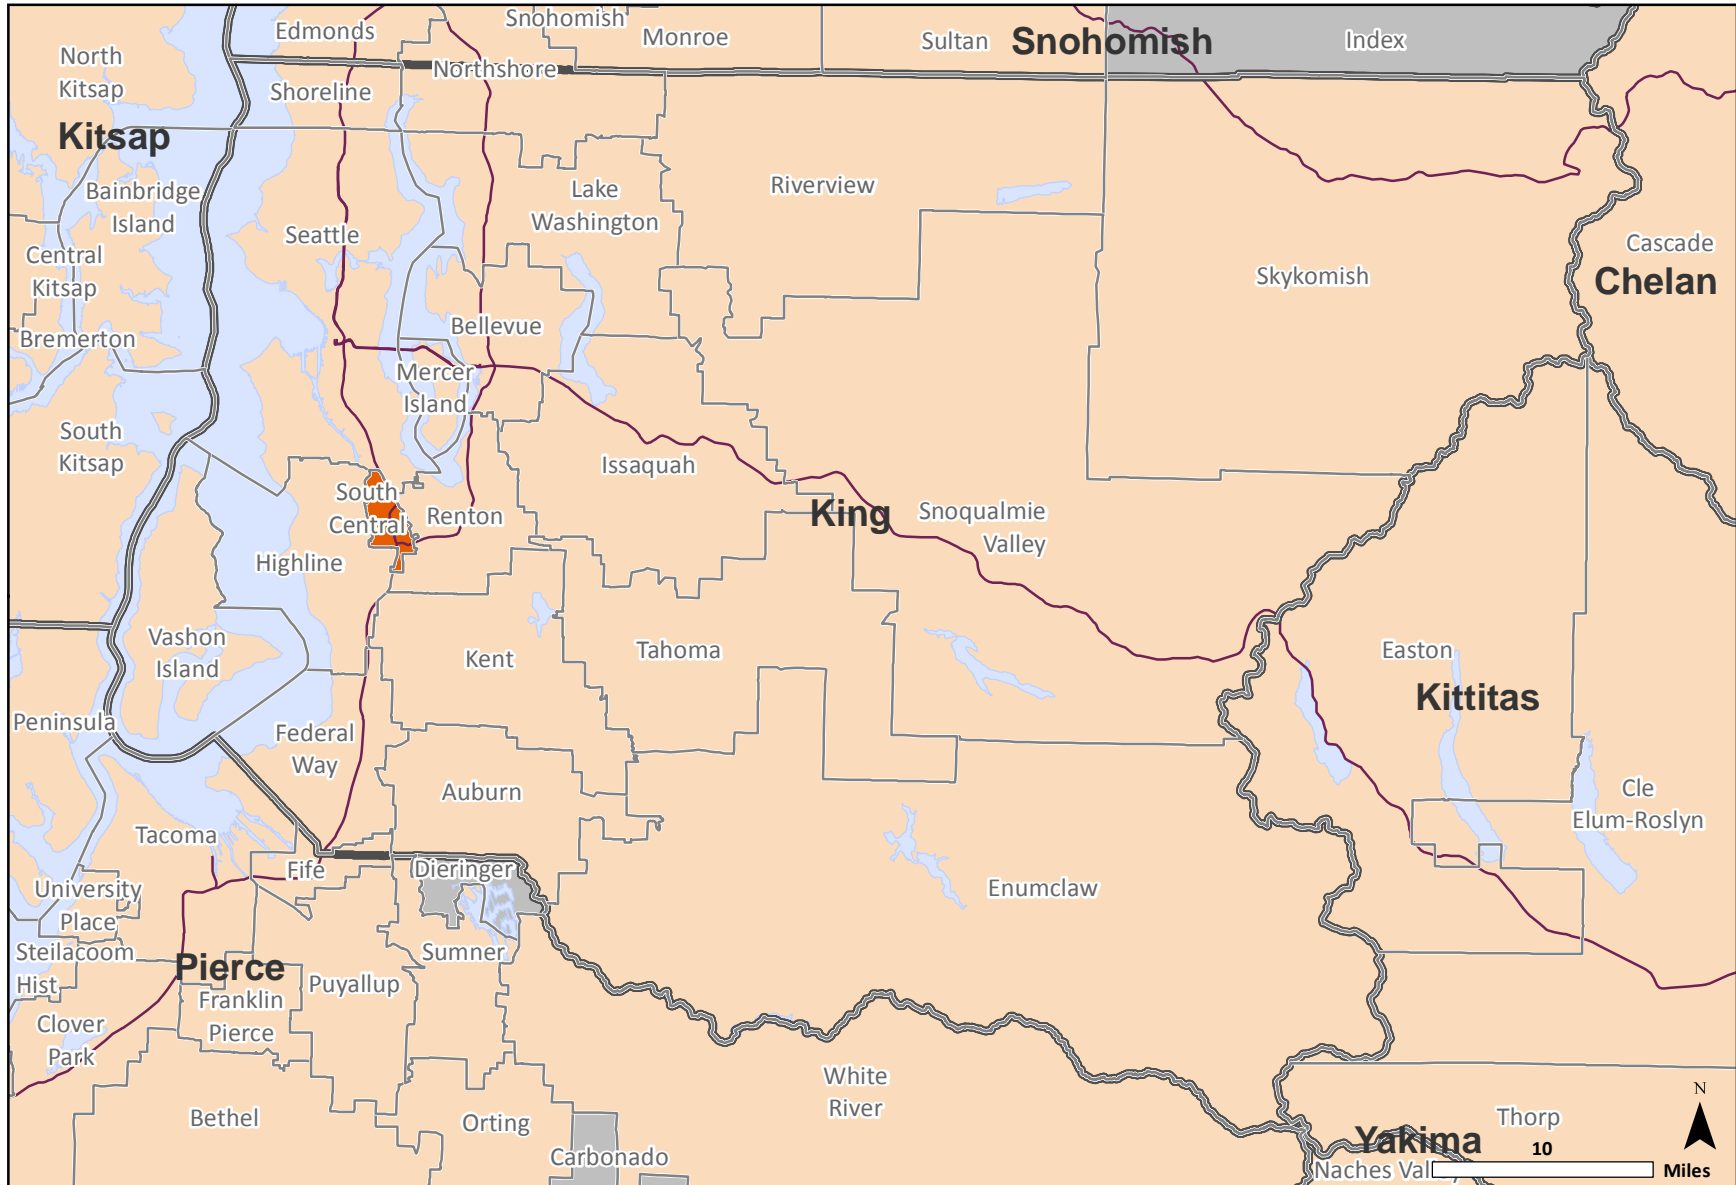 Snohomish
Edmonds
Monroe
Sultan
Snohomish
Index
North
Kitsap
Northshore
Shoreline
Kitsap
Bainbridge
Island
Lake
Washington
Riverview
Seattle
Central
Kitsap
Cascade
Skykomish
Chelan
Bremerton
Bellevue
Mercer
Island
South
Kitsap
Issaquah
South
Central
Renton
King
Snoqualmie
Valley
Highline
Vashon
Island
Kent
Tahoma
Easton
Kittitas
Peninsula
Federal
Way
Auburn
Cle
Elum-Roslyn
Tacoma
Fife
Dieringer
University
Place
Enumclaw
Steilacoom
Hist.
Pierce
Sumner
Puyallup
Franklin
Pierce
Clover
Park
White
River
Bethel
Orting
Carbonado
Thorp
Yakima
Naches Vall
N
10
Miles